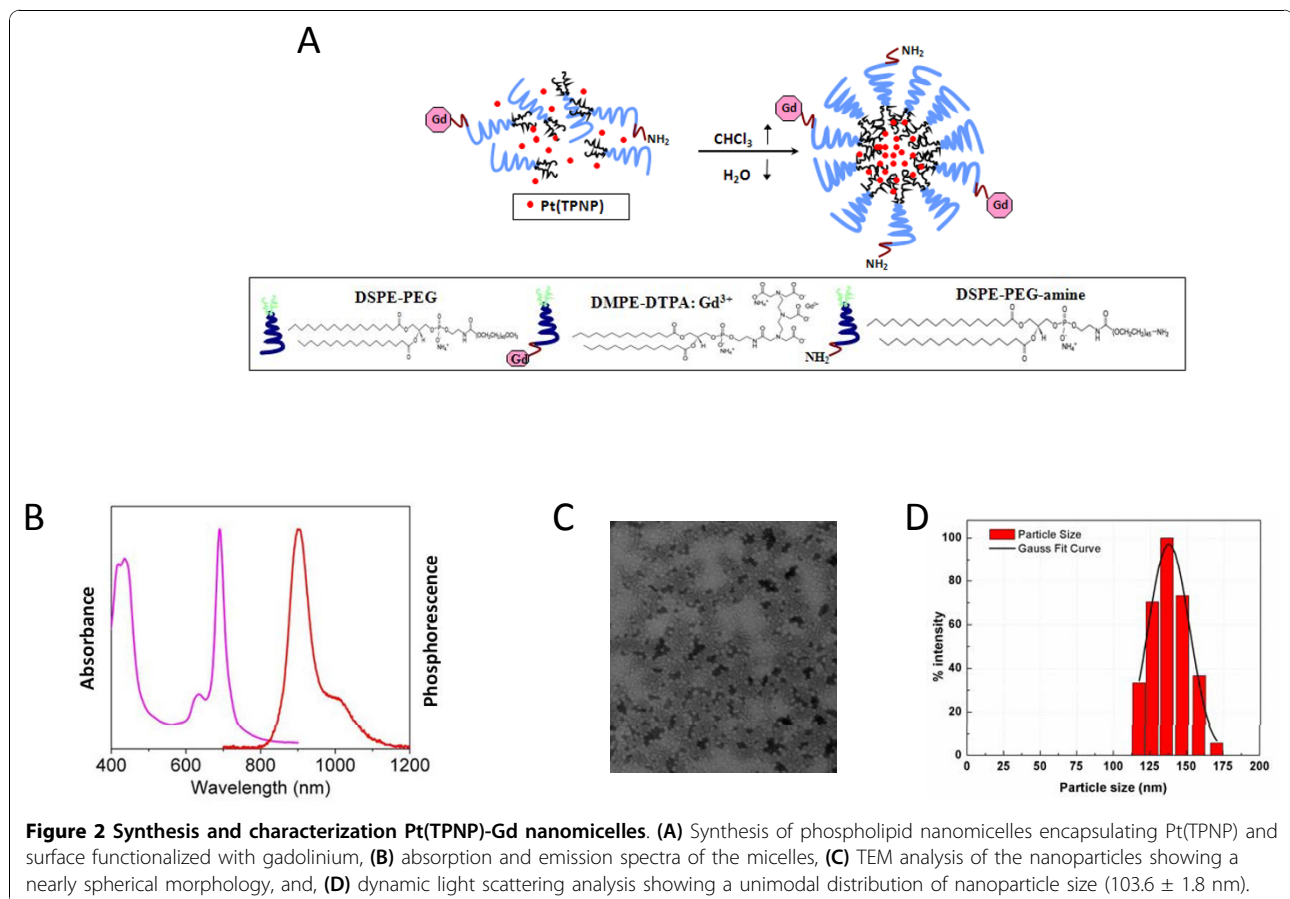 A
Gd
NH₂
Pt(TPNP)
CHCl₃ ↑
H₂O ↓
NH₂
Gd
Gd
NH₂
DSPE-PEG
DMPE-DTPA: Gd³⁺
DSPE-PEG-amine
Gd
NH₂
B
Absorbance
Phosphorescence
400 600 800 1000 1200
Wavelength (nm)
C
D
Particle Size
Gauss Fit Curve
% intensity
100
80
60
40
20
0
0 25 50 75 100 125 150 175 200
Particle size (nm)
Figure 2 Synthesis and characterization Pt(TPNP)-Gd nanomicelles. (A) Synthesis of phospholipid nanomicelles encapsulating Pt(TPNP) and
surface functionalized with gadolinium, (B) absorption and emission spectra of the micelles, (C) TEM analysis of the nanoparticles showing a
nearly spherical morphology, and, (D) dynamic light scattering analysis showing a unimodal distribution of nanoparticle size (103.6 ± 1.8 nm).